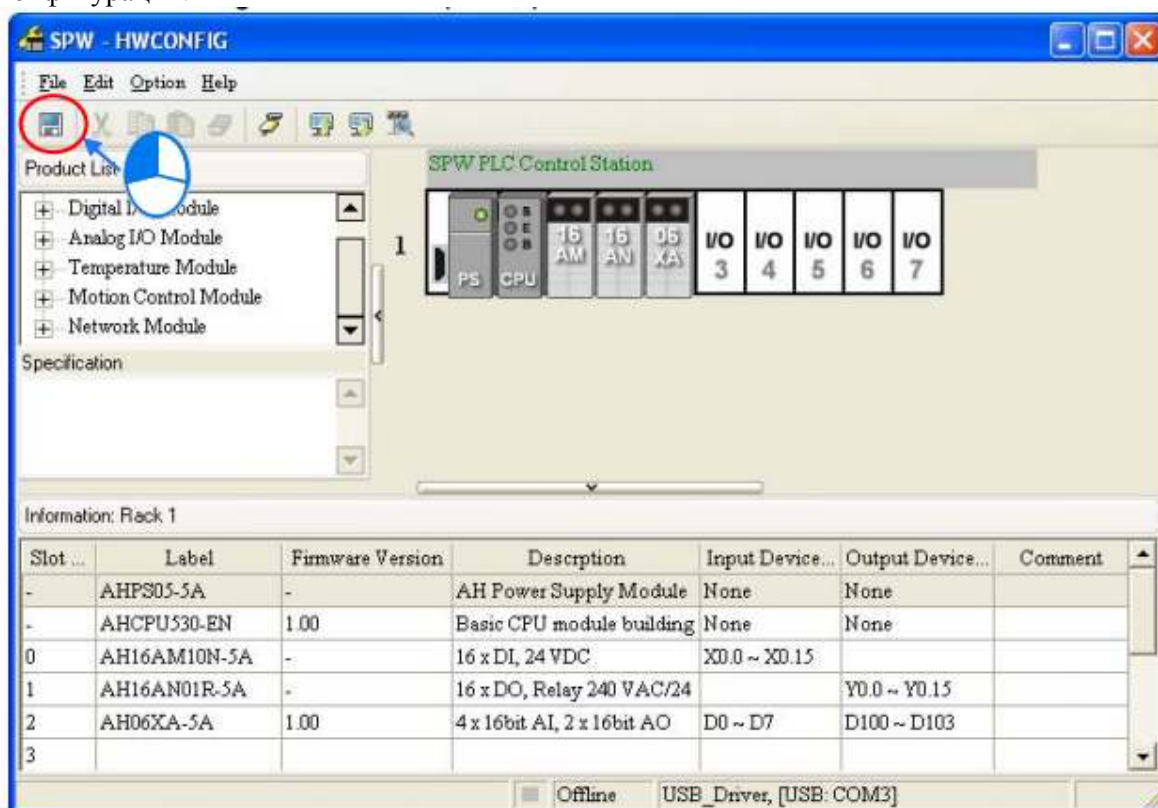 SPW - HWCONFIG
File Edit Option Help
Product List
Digital I/O Module
Analog I/O Module
Temperature Module
Motion Control Module
Network Module
Specification
SPW PLC Control Station
1
PS CPU 16 AM 16 AN 06 XA I/O 3 I/O 4 I/O 5 I/O 6 I/O 7
S
E
B
Information: Rack 1
Slot ... Label Firmware Version Descrption Input Device... Output Device... Comment
- AHPS05-5A - AH Power Supply Module None None
- AHCPU530-EN 1.00 Basic CPU module building None None
0 AH16AM10N-5A - 16 x DI, 24 VDC X0.0 ~ X0.15
1 AH16AN01R-5A - 16 x DO, Relay 240 VAC/24 Y0.0 ~ Y0.15
2 AH06XA-5A 1.00 4 x 16bit AI, 2 x 16bit AO D0 ~ D7 D100 ~ D103
3
Offline USB_Driver, [USB: COM3]